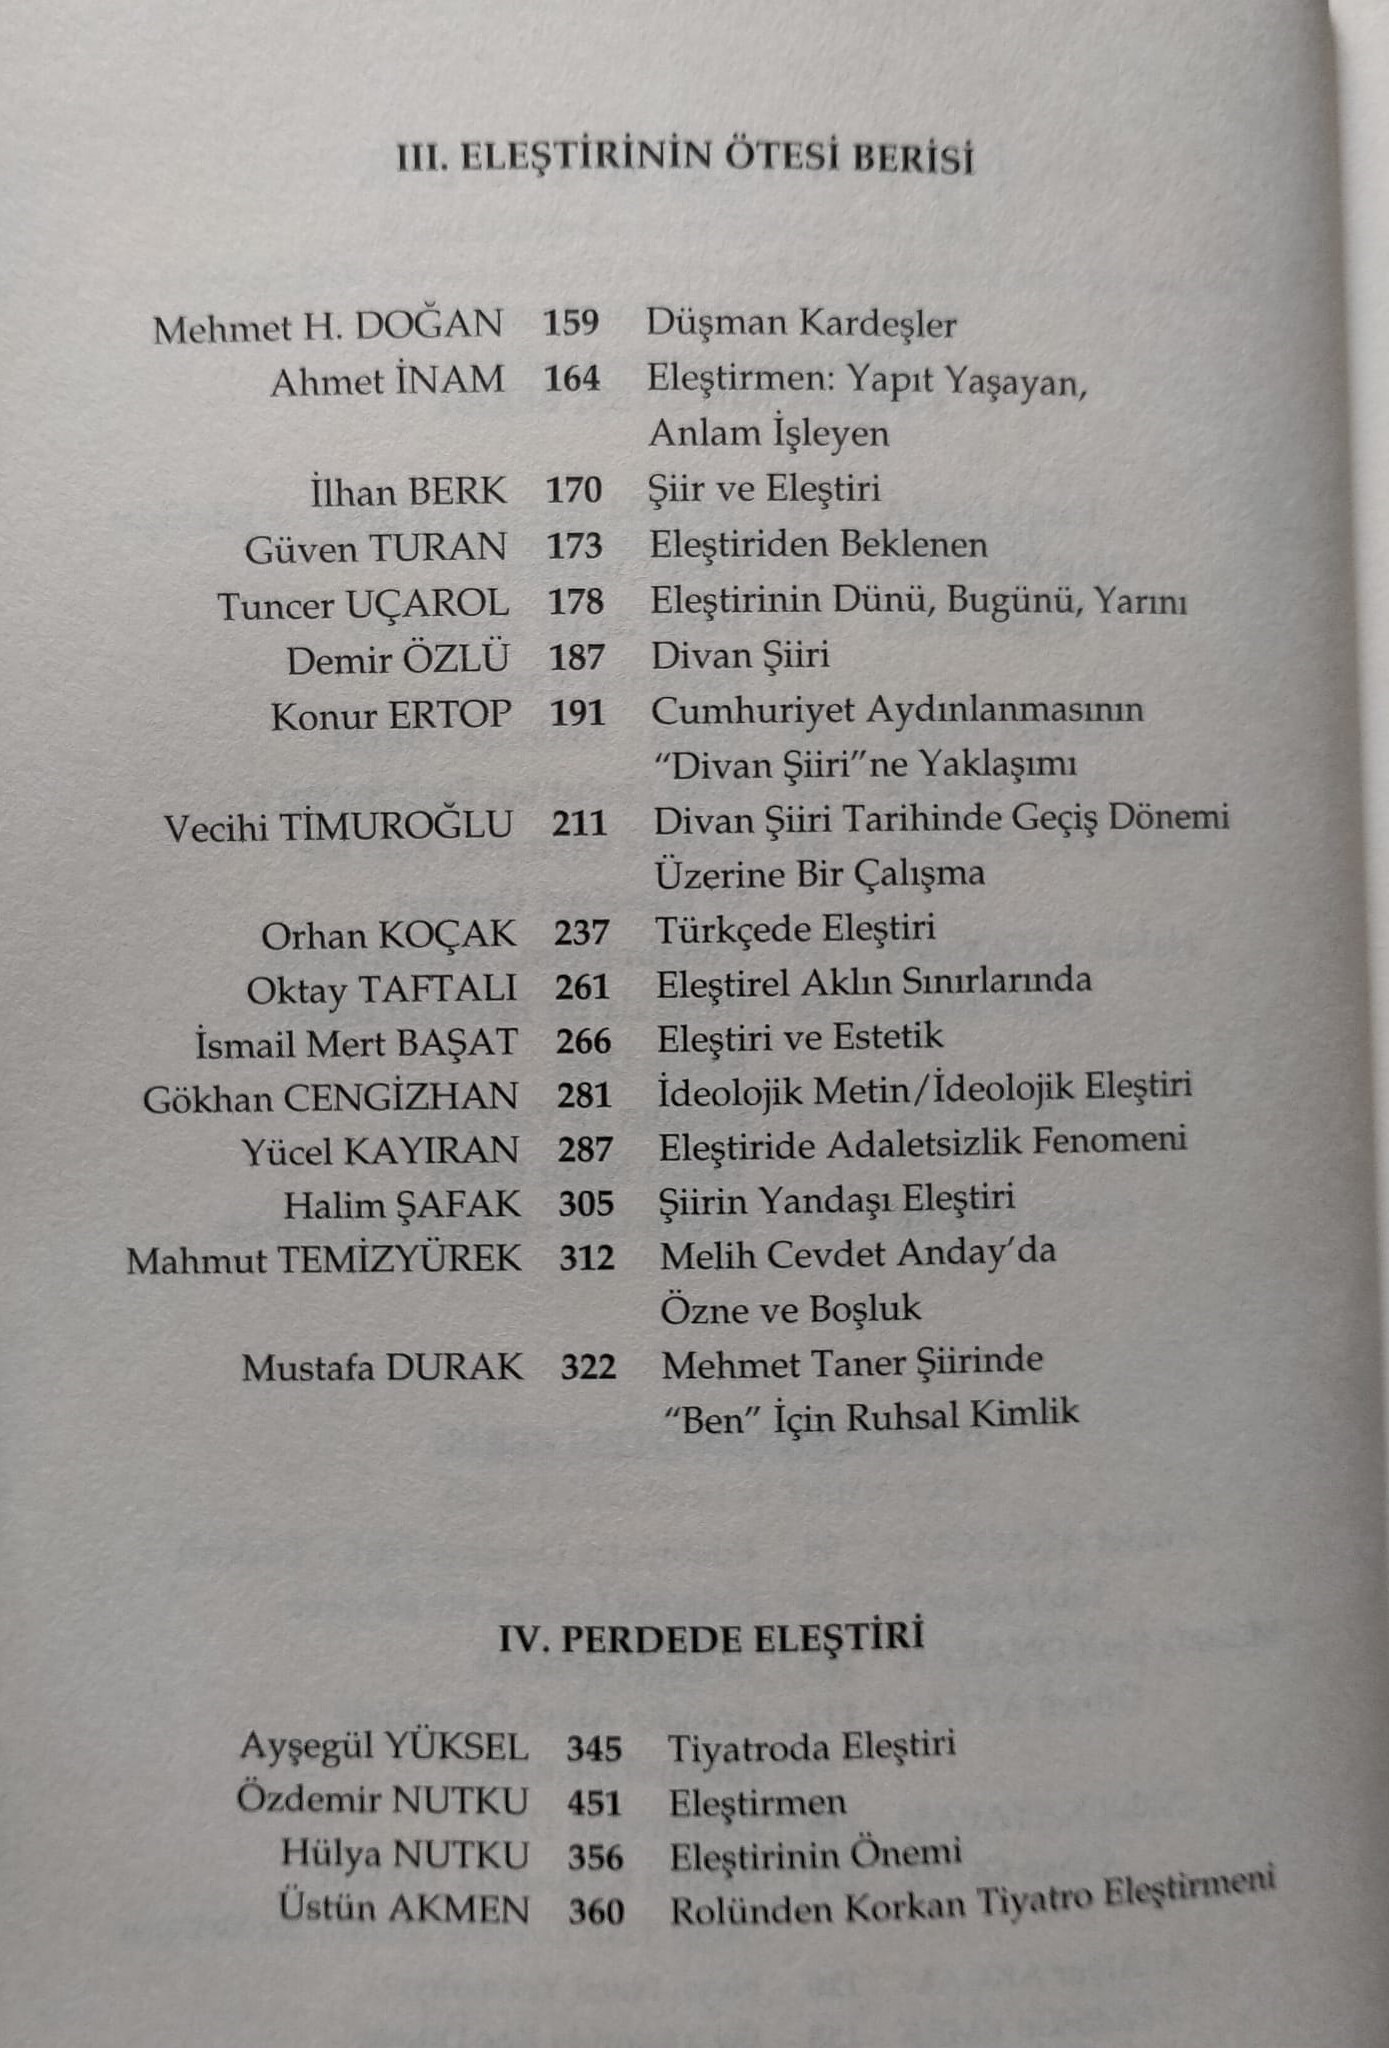 III. ELEŞTİRİNİN ÖTESİ BERİSİ
Mehmet H. DOĞAN 159 Düşman Kardeşler
Ahmet İNAM 164 Eleştirmen: Yapıt Yaşayan,
Anlam İşleyen
İlhan BERK 170 Şiir ve Eleştiri
Güven TURAN 173 Eleştiriden Beklenen
Tuncer UÇAROL 178 Eleştirinin Dünü, Bugünü, Yarını
Demir ÖZLÜ 187 Divan Şiiri
Konur ERTOP 191 Cumhuriyet Aydınlanmasının
“Divan Şiiri”ne Yaklaşımı
Vecihi TİMUROĞLU 211 Divan Şiiri Tarihinde Geçiş Dönemi
Üzerine Bir Çalışma
Orhan KOÇAK 237 Türkçede Eleştiri
Oktay TAFTALI 261 Eleştirel Aklın Sınırlarında
İsmail Mert BAŞAT 266 Eleştiri ve Estetik
Gökhan CENGİZHAN 281 İdeolojik Metin/İdeolojik Eleştiri
Yücel KAYIRAN 287 Eleştiride Adaletsizlik Fenomeni
Halim ŞAFAK 305 Şiirin Yandaşı Eleştiri
Mahmut TEMİZYÜREK 312 Melih Cevdet Anday’da
Özne ve Boşluk
Mustafa DURAK 322 Mehmet Taner Şiirinde
“Ben” İçin Ruhsal Kimlik
IV. PERDEDE ELEŞTİRİ
Ayşegül YÜKSEL 345 Tiyatroda Eleştiri
Özdemir NUTKU 451 Eleştirmen
Hülya NUTKU 356 Eleştirinin Önemi
Üstün AKMEN 360 Rolünden Korkan Tiyatro Eleştirmeni